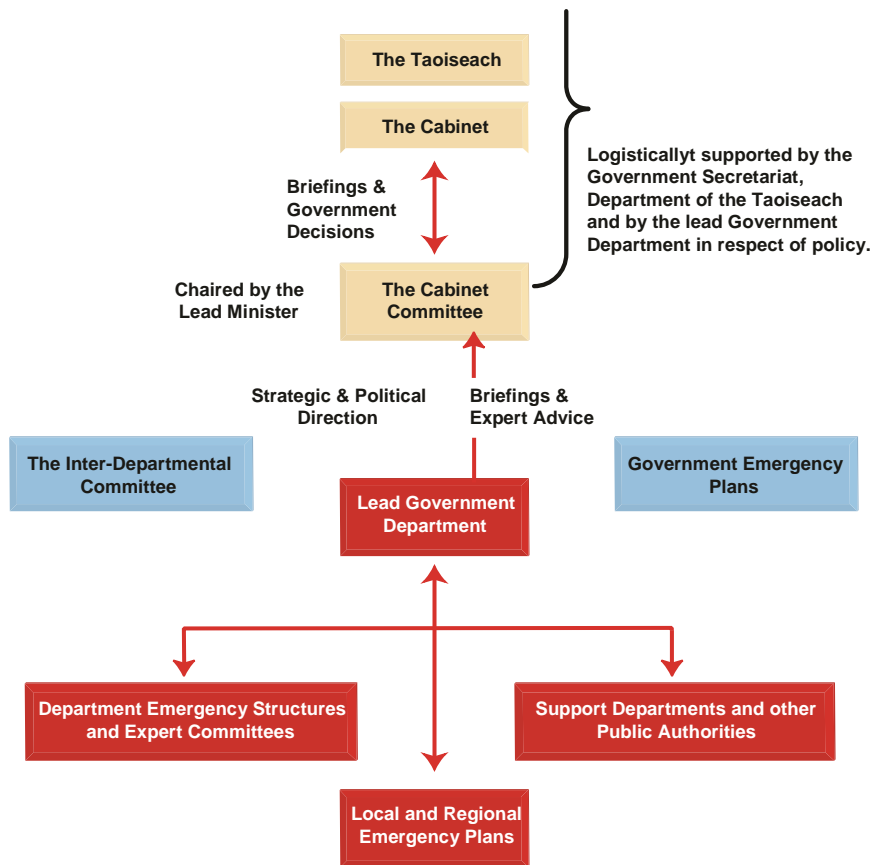 The Taoiseach
The Cabinet
Briefings &
Government
Decisions
Logisticallyt supported by the
Government Secretariat,
Department of the Taoiseach
and by the lead Government
Department in respect of policy.
Chaired by the
Lead Minister
The Cabinet
Committee
Strategic & Political
Direction
Briefings &
Expert Advice
The Inter-Departmental
Committee
Government Emergency
Plans
Lead Government
Department
Department Emergency Structures
and Expert Committees
Support Departments and other
Public Authorities
Local and Regional
Emergency Plans